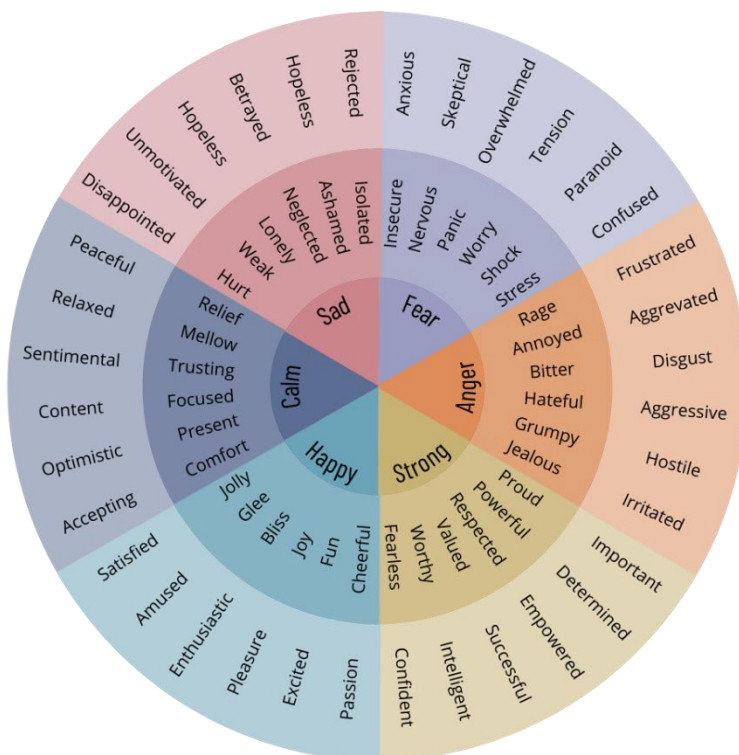 Sad
Hurt
Weak
Lonely
Neglected
Ashamed
Isolated
Disappointed
Unmotivated
Hopeless
Betrayed
Hopeless
Rejected
Fear
Insecure
Nervous
Panic
Worry
Shock
Stress
Anxious
Skeptical
Overwhelmed
Tension
Paranoid
Confused
Anger
Rage
Annoyed
Bitter
Hateful
Grumpy
Jealous
Frustrated
Aggrevated
Disgust
Aggressive
Hostile
Irritated
Strong
Proud
Powerful
Respected
Valued
Worthy
Fearless
Important
Determined
Empowered
Successful
Intelligent
Confident
Happy
Jolly
Glee
Bliss
Joy
Fun
Cheerful
Satisfied
Amused
Enthusiastic
Pleasure
Excited
Passion
Calm
Relief
Mellow
Trusting
Focused
Present
Comfort
Peaceful
Relaxed
Sentimental
Content
Optimistic
Accepting